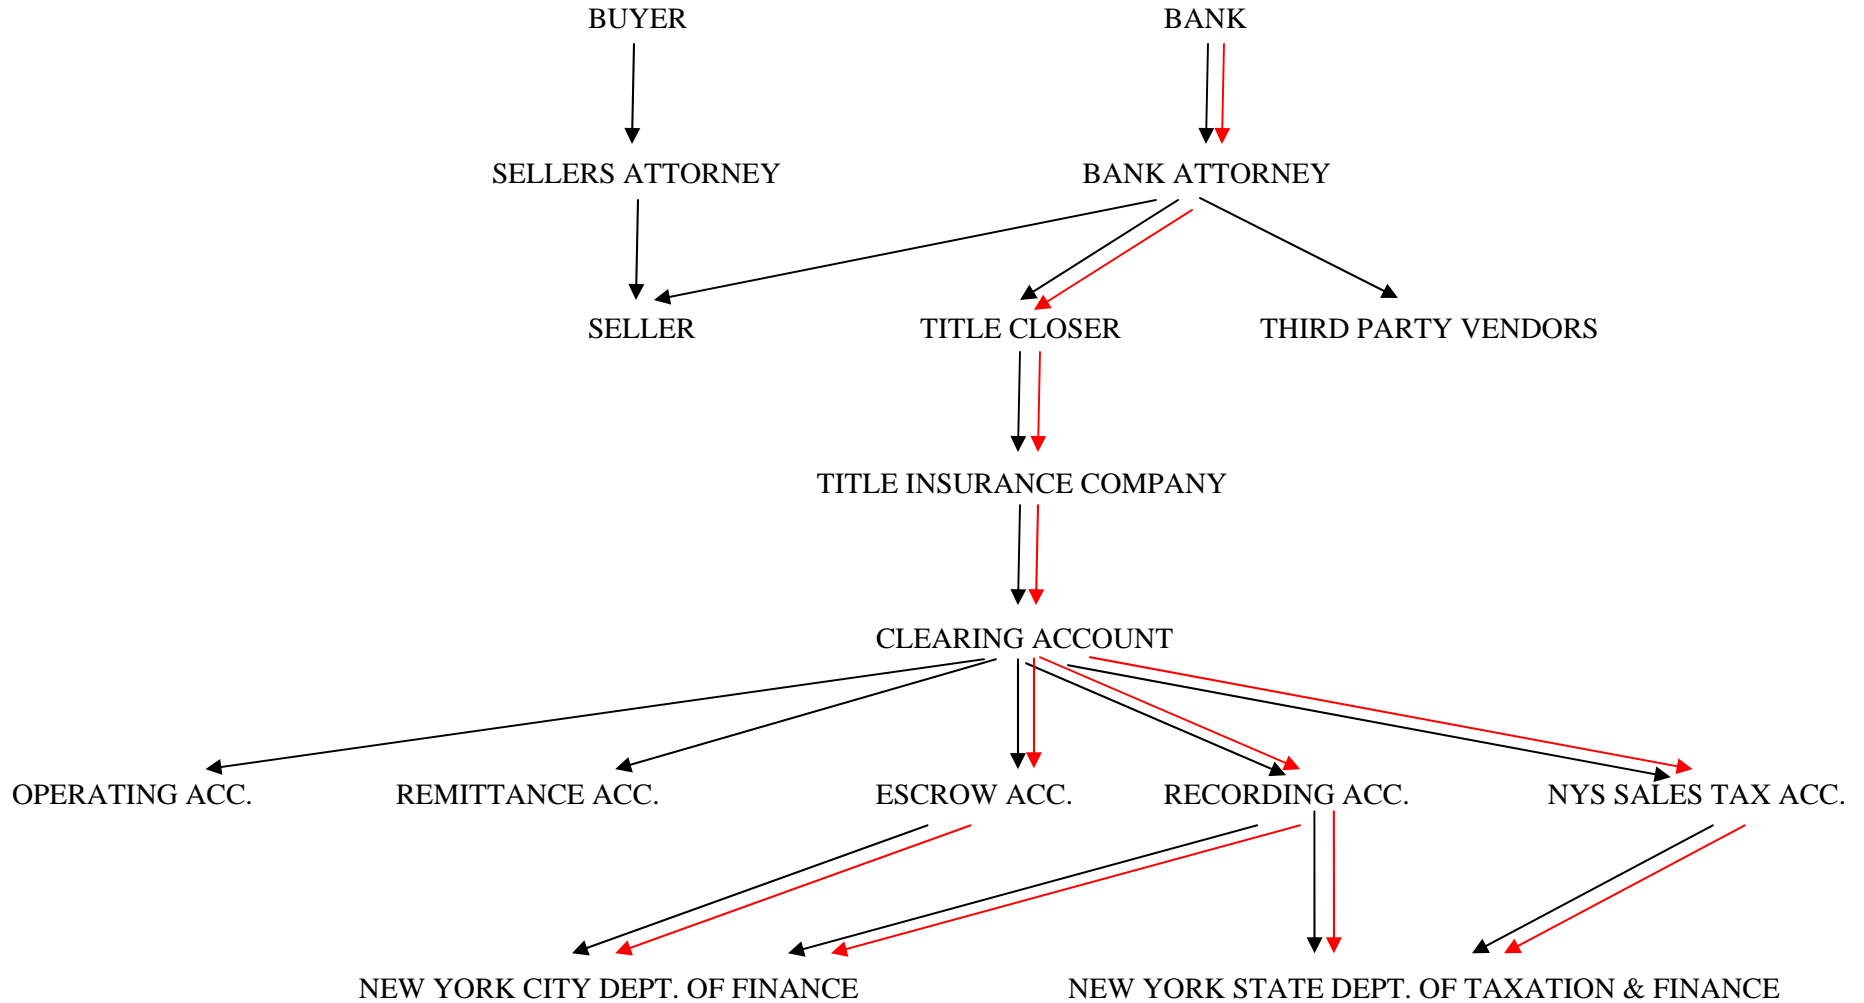 BUYER
BANK
SELLERS ATTORNEY
BANK ATTORNEY
SELLER
TITLE CLOSER
THIRD PARTY VENDORS
TITLE INSURANCE COMPANY
CLEARING ACCOUNT
OPERATING ACC.
REMITTANCE ACC.
ESCROW ACC.
RECORDING ACC.
NYS SALES TAX ACC.
NEW YORK CITY DEPT. OF FINANCE
NEW YORK STATE DEPT. OF TAXATION & FINANCE